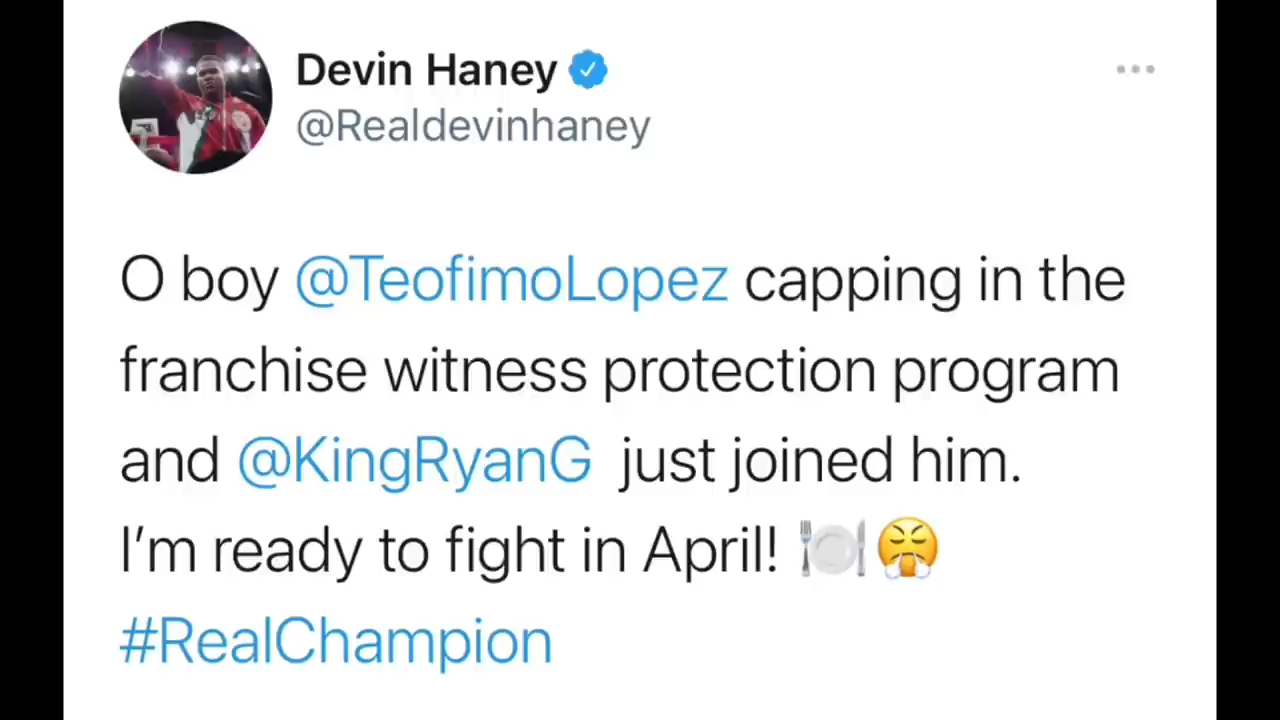 Devin Haney
@Realdevinhaney
O boy @TeofimoLopez capping in the
franchise witness protection program
and @KingRyanG just joined him.
I’m ready to fight in April! 🍽️😤
#RealChampion